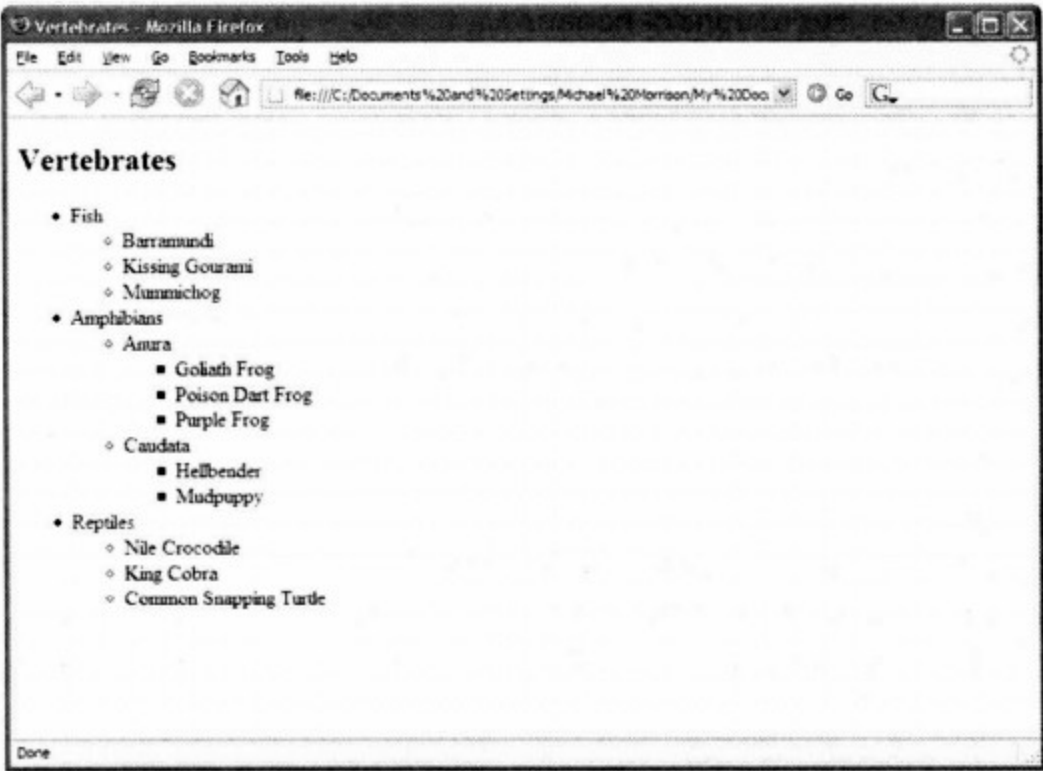 Vertebrates - Mozilla Firefox
File Edit View Go Bookmarks Tools Help
file:///C:/Documents%20and%20Settings/Michael%20Morrison/My%20Doc Go G
Vertebrates
Fish
Barramundi
Kissing Gourami
Mummichog
Amphibians
Anura
Goliath Frog
Poison Dart Frog
Purple Frog
Caudata
Hellbender
Mudpuppy
Reptiles
Nile Crocodile
King Cobra
Common Snapping Turtle
Done